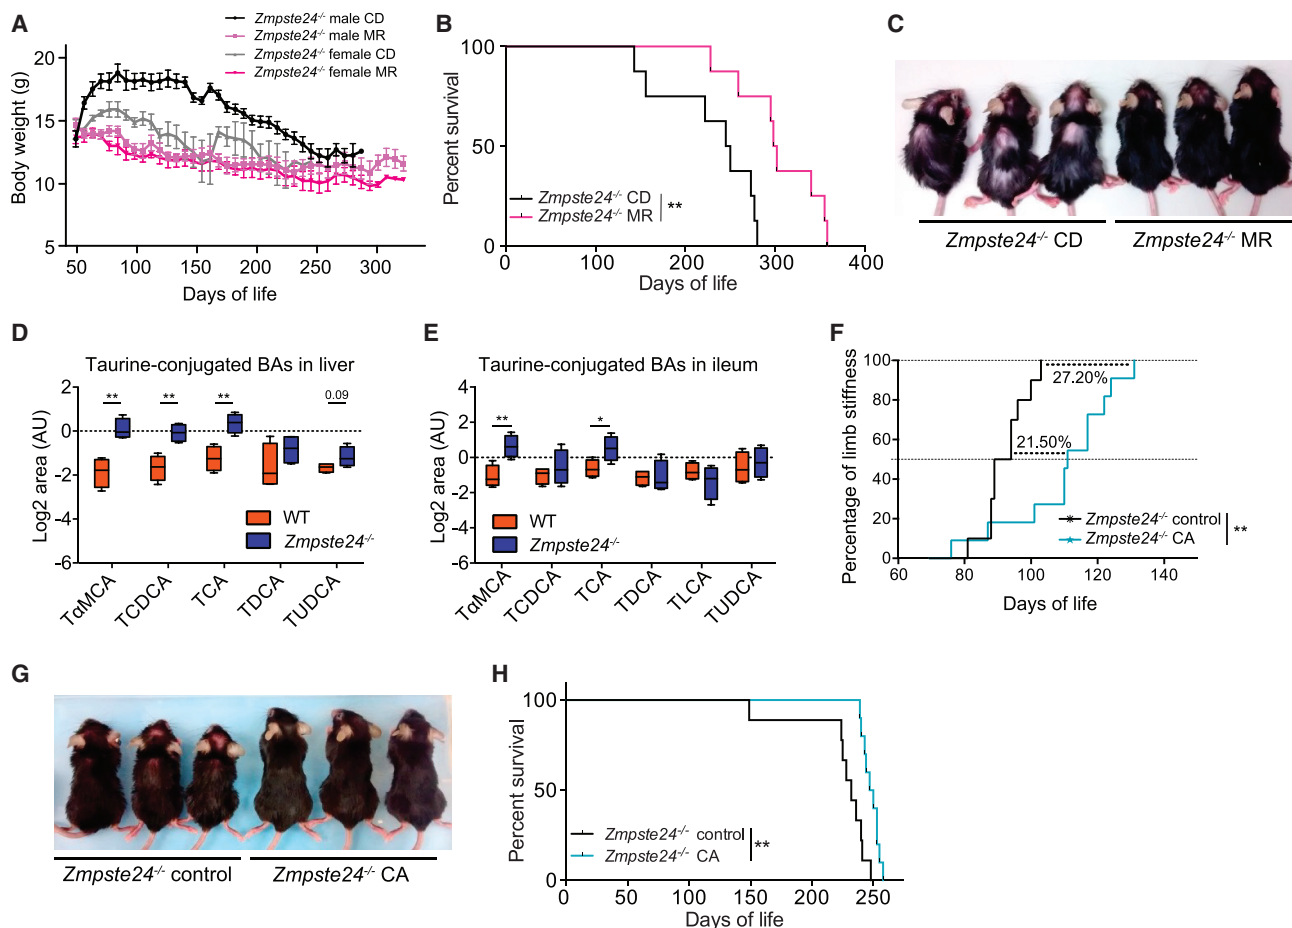 A
Zmpste24-/- male CD
Zmpste24-/- male MR
Zmpste24-/- female CD
Zmpste24-/- female MR
Body weight (g)
20
15
10
5
50 100 150 200 250 300
Days of life
B
Percent survival
100
50
0
Zmpste24-/- CD
Zmpste24-/- MR
**
0 100 200 300 400
Days of life
C
Zmpste24-/- CD Zmpste24-/- MR
D
Taurine-conjugated BAs in liver
Log2 area (AU)
2
0
−2
−4
−6
** ** ** 0.09
WT
Zmpste24-/-
TαMCA TCDCA TCA TDCA TUDCA
E
Taurine-conjugated BAs in ileum
Log2 area (AU)
4
2
0
−2
−4
−6
** *
WT
Zmpste24-/-
TαMCA TCDCA TCA TDCA TLCA TUDCA
F
Percentage of limb stiffness
100
80
60
40
20
0
27.20%
21.50%
Zmpste24-/- control
Zmpste24-/- CA
**
60 80 100 120 140
Days of life
G
Zmpste24-/- control Zmpste24-/- CA
H
Percent survival
100
50
0
Zmpste24-/- control
Zmpste24-/- CA
**
0 50 100 150 200 250
Days of life